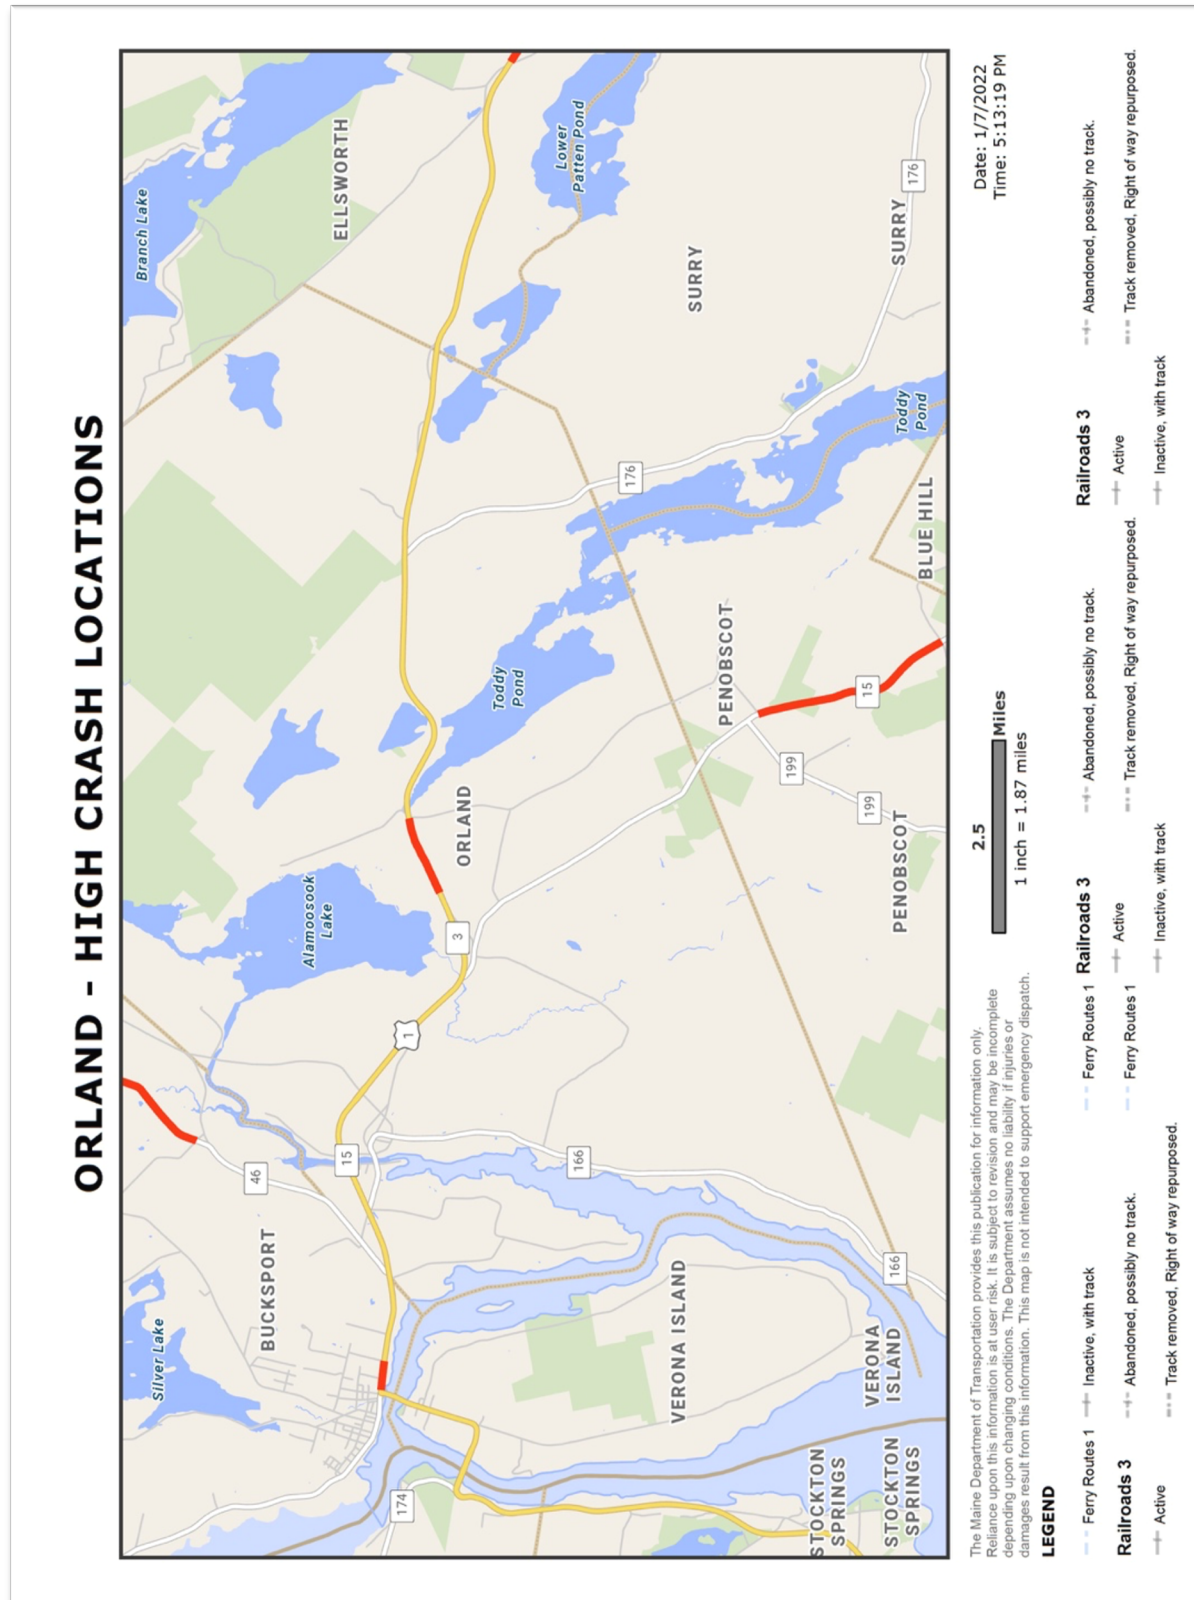 ORLAND - HIGH CRASH LOCATIONS
Branch Lake
ELLSWORTH
Lower
Patten Pond
SURRY
SURRY
176
176
Toddy
Pond
BLUE HILL
Toddy
Pond
PENOBSCOT
15
199
199
PENOBSCOT
ORLAND
Alamoosook
Lake
3
1
15
46
166
166
BUCKSPORT
Silver Lake
VERONA ISLAND
VERONA
ISLAND
174
STOCKTON
SPRINGS
STOCKTON
SPRINGS
The Maine Department of Transportation provides this publication for information only.
Reliance upon this information is at user risk. It is subject to revision and may be incomplete
depending upon changing conditions. The Department assumes no liability if injuries or
damages result from this information. This map is not intended to support emergency dispatch.
2.5
Miles
1 inch = 1.87 miles
Date: 1/7/2022
Time: 5:13:19 PM
LEGEND
Ferry Routes 1
Railroads 3
Active
Inactive, with track
Abandoned, possibly no track.
Track removed, Right of way repurposed.
Ferry Routes 1
Ferry Routes 1
Railroads 3
Active
Inactive, with track
Abandoned, possibly no track.
Track removed, Right of way repurposed.
Railroads 3
Active
Inactive, with track
Abandoned, possibly no track.
Track removed, Right of way repurposed.